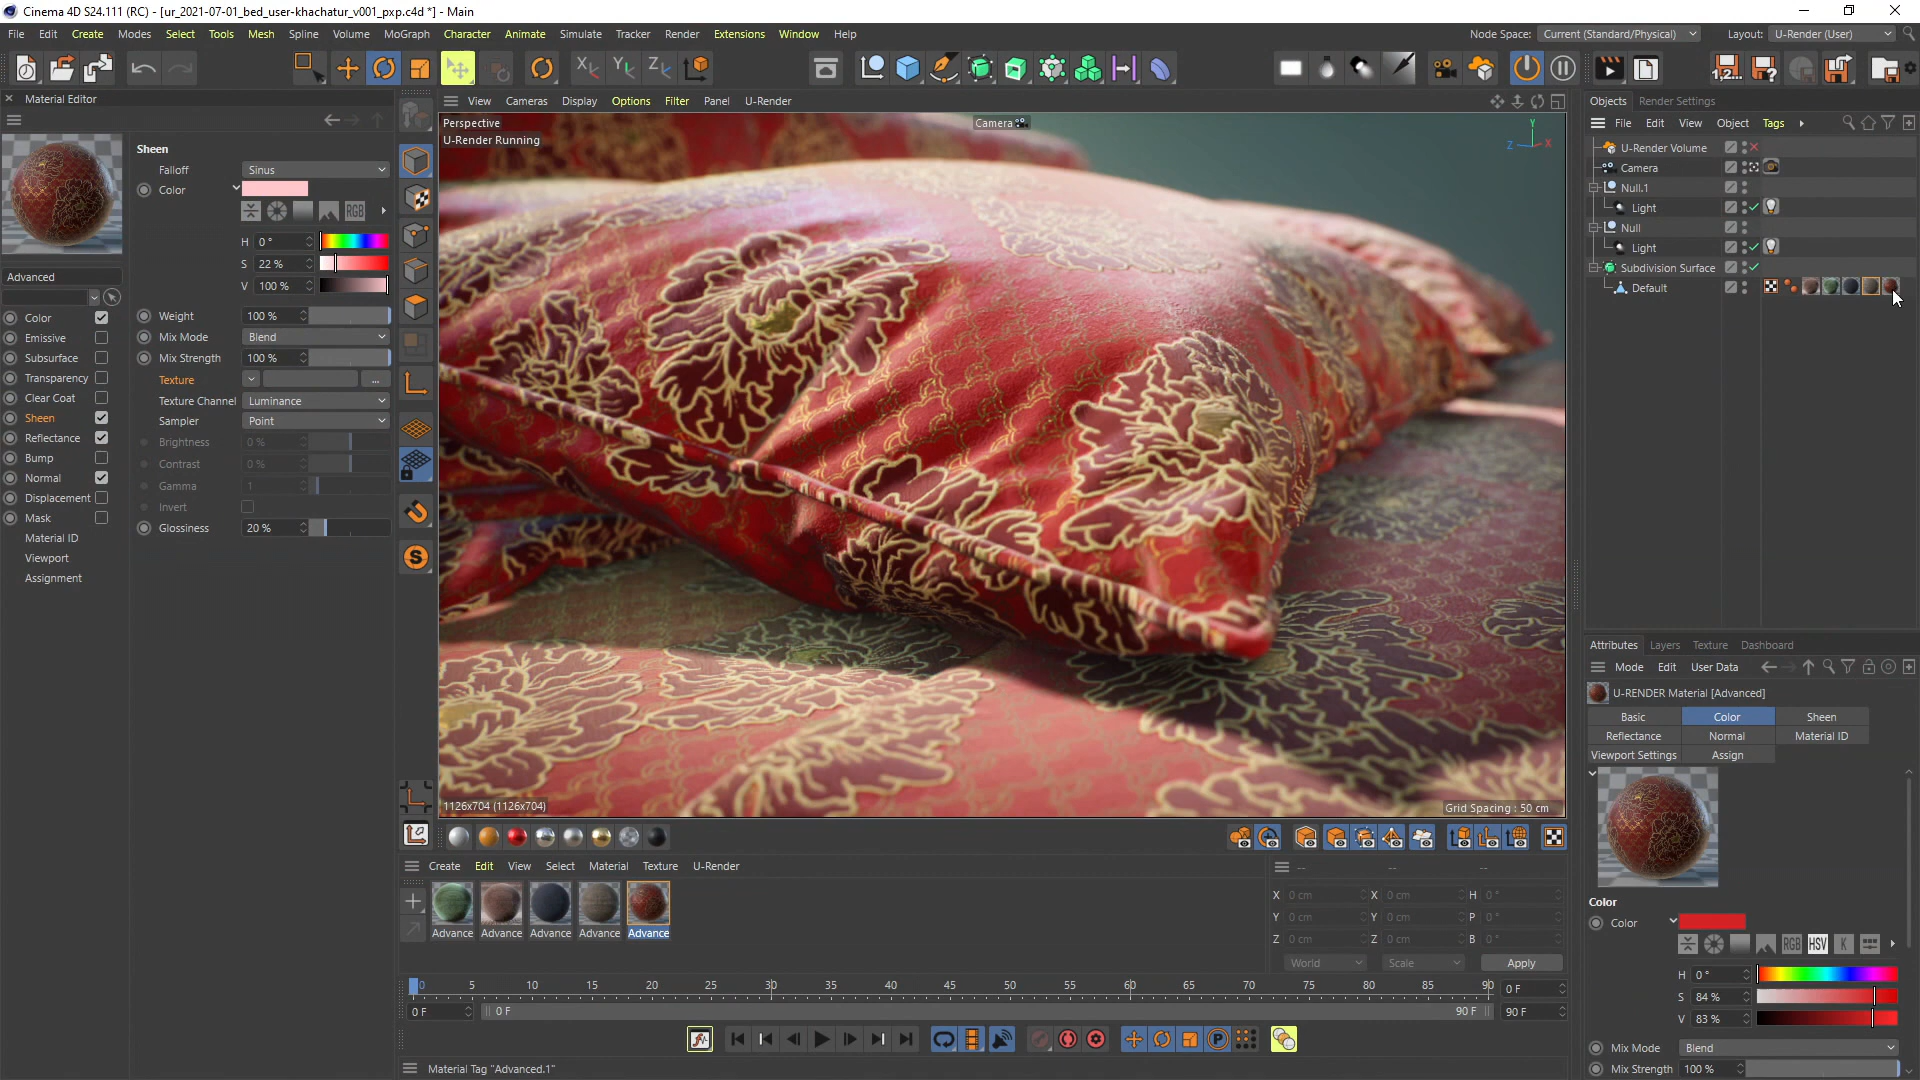 Cinema 4D S24.111 (RC) - [ur_2021-07-01_bed_user-khachatur_v001_pxp.c4d *] - Main
File Edit Create Modes Select Tools Mesh Spline Volume MoGraph Character Animate Simulate Tracker Render Extensions Window Help
Node Space: Current (Standard/Physical) Layout: U-Render (User)
Material Editor
View Cameras Display Options Filter Panel U-Render
Objects Render Settings
File Edit View Object Tags
Perspective
U-Render Running
Camera
Y
Z X
U-Render Volume
Camera
Null.1
Light
Null
Light
Subdivision Surface
Default
Sheen
Falloff Sinus
Color
RGB
H 0 °
S 22 %
V 100 %
Weight 100 %
Mix Mode Blend
Mix Strength 100 %
Texture ...
Texture Channel Luminance
Sampler Point
Brightness 0 %
Contrast 0 %
Gamma 1
Invert
Glossiness 20 %
Advanced
Color
Emissive
Subsurface
Transparency
Clear Coat
Sheen
Reflectance
Bump
Normal
Displacement
Mask
Material ID
Viewport
Assignment
1126x704 (1126x704)
Grid Spacing : 50 cm
Create Edit View Select Material Texture U-Render
Advance Advance Advance Advance Advance
-- -- --
X 0 cm X 0 cm H 0 °
Y 0 cm Y 0 cm P 0 °
Z 0 cm Z 0 cm B 0 °
World Scale Apply
0 5 10 15 20 25 30 35 40 45 50 55 60 65 70 75 80 85 90 0 F
0 F 0 F 90 F 90 F
Material Tag "Advanced.1"
Attributes Layers Texture Dashboard
Mode Edit User Data
U-RENDER Material [Advanced]
Basic Color Sheen
Reflectance Normal Material ID
Viewport Settings Assign
Color
Color
RGB HSV K
H 0 °
S 84 %
V 83 %
Mix Mode Blend
Mix Strength 100 %